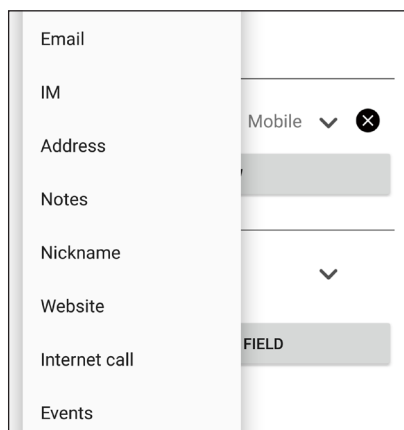 Email
IM
Mobile
Address
Notes
Nickname
Website
Internet call
FIELD
Events